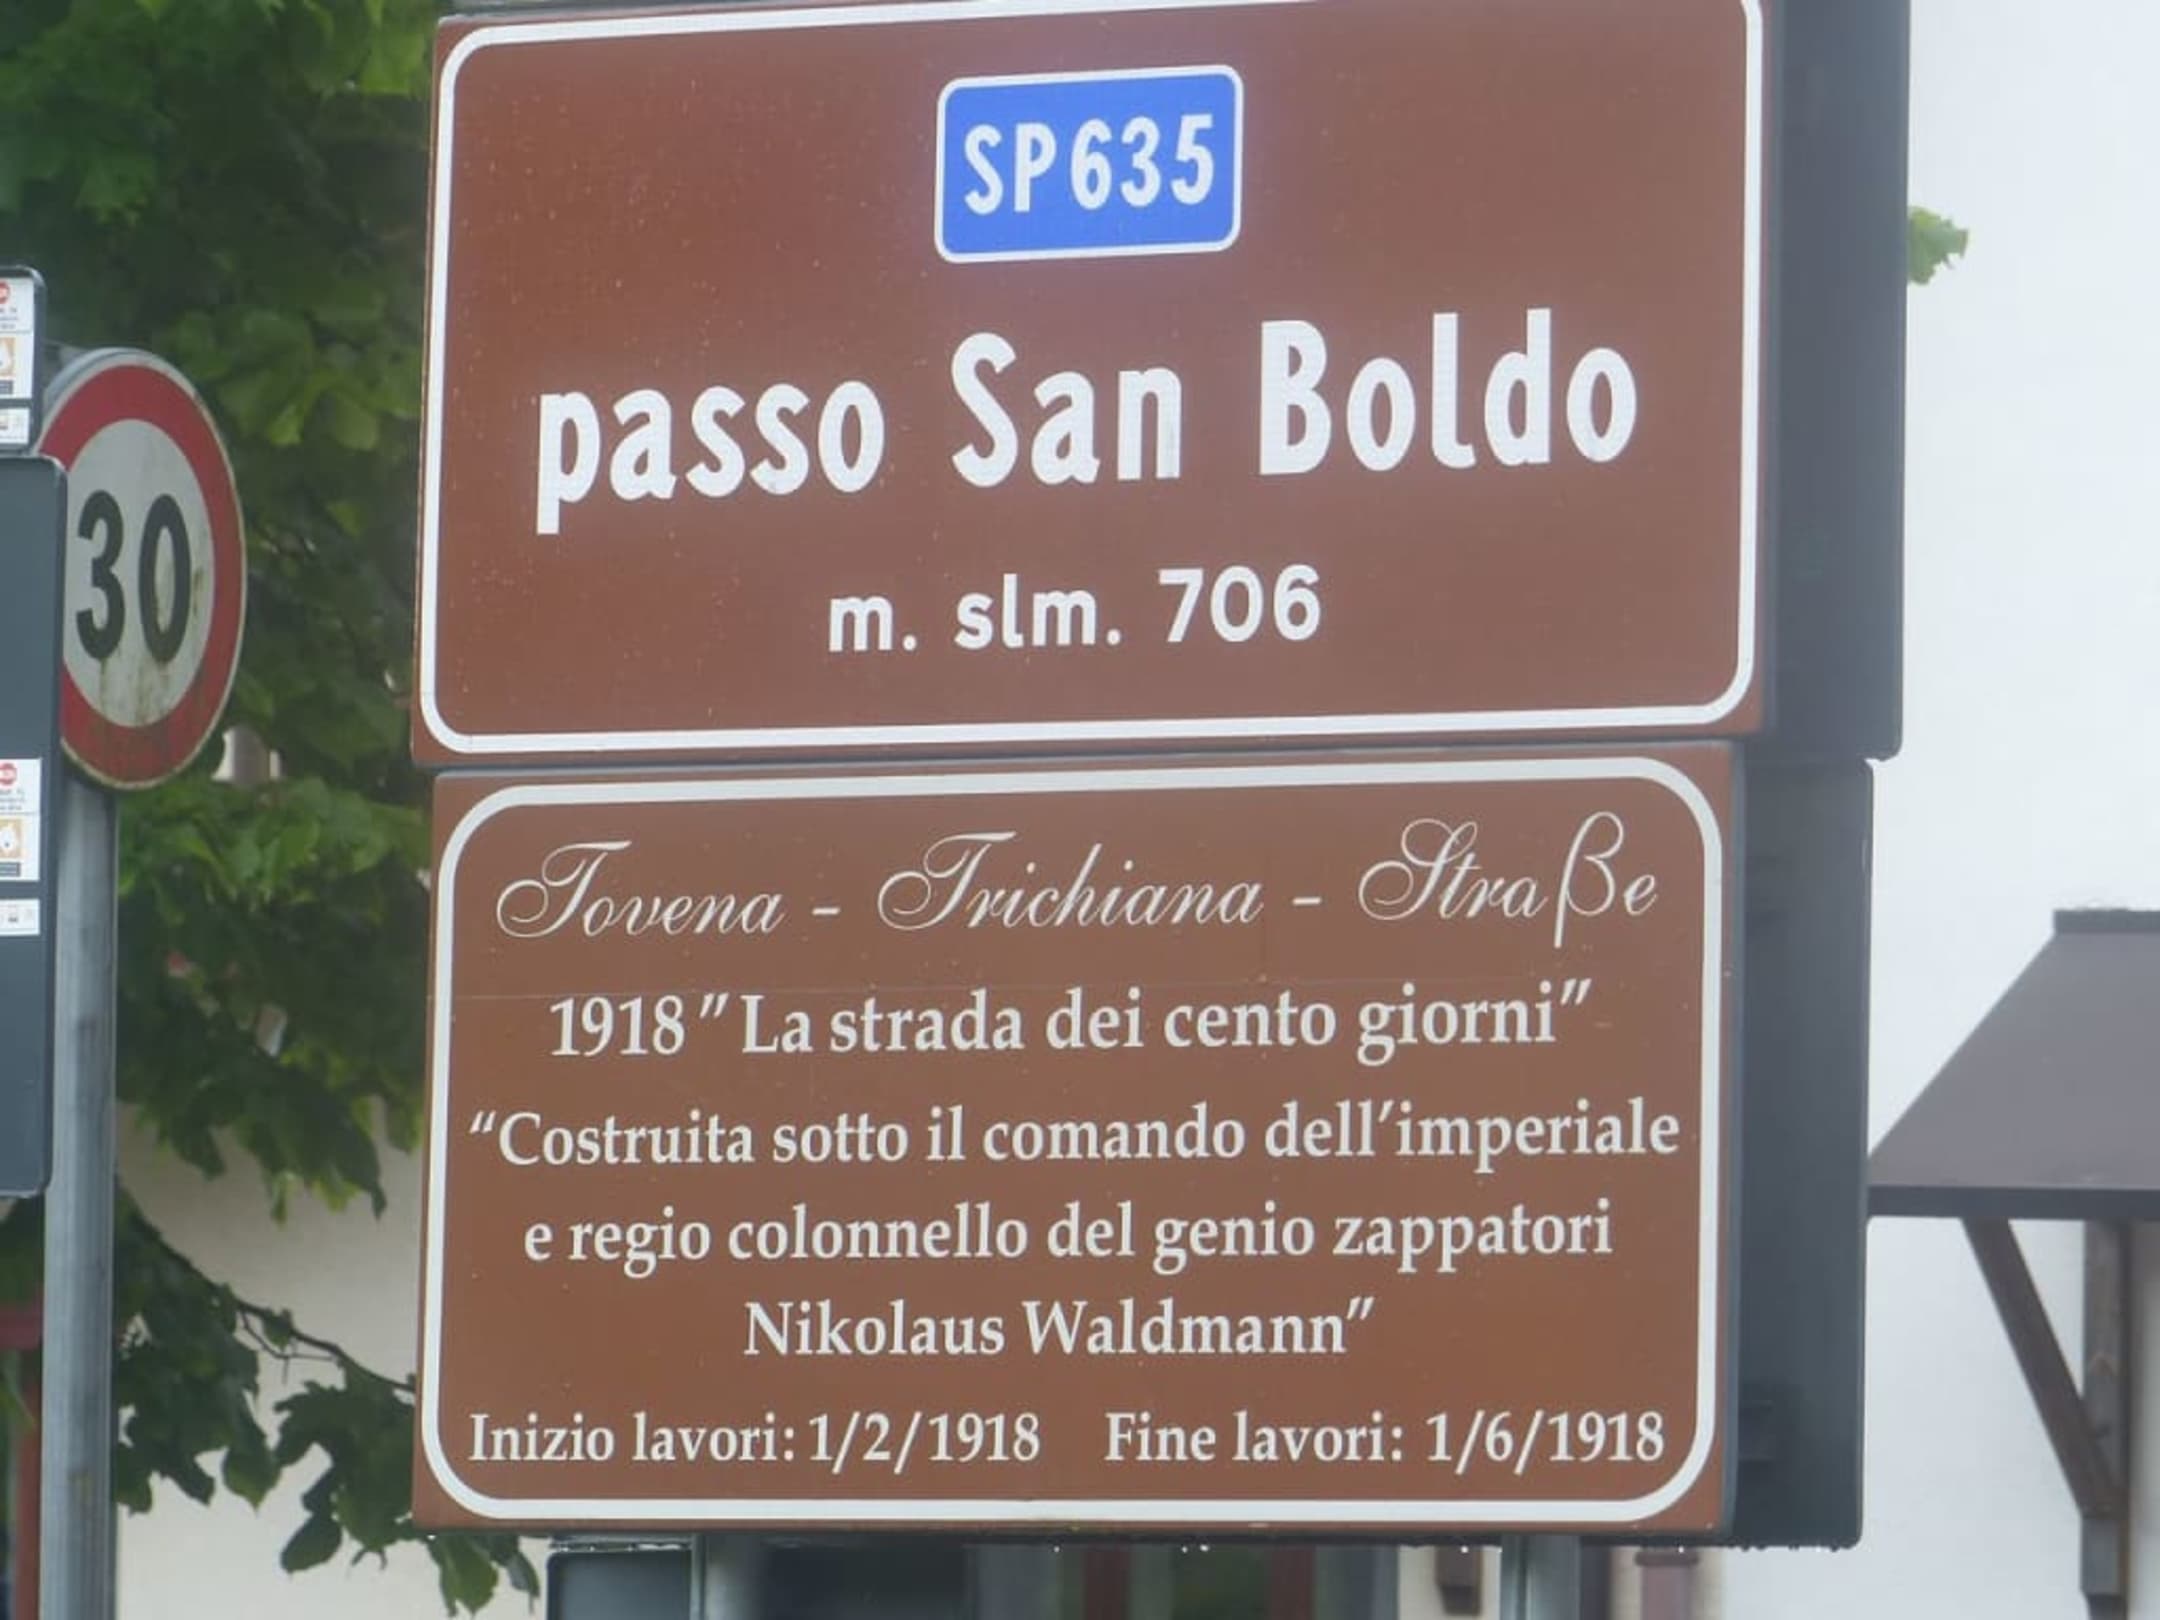 SP635
passo San Boldo
m. slm. 706
30
Tovena - Trichiana - Straße
1918 "La strada dei cento giorni"
“Costruita sotto il comando dell’imperiale
e regio colonnello del genio zappatori
Nikolaus Waldmann”
Inizio lavori: 1/2/1918 Fine lavori: 1/6/1918